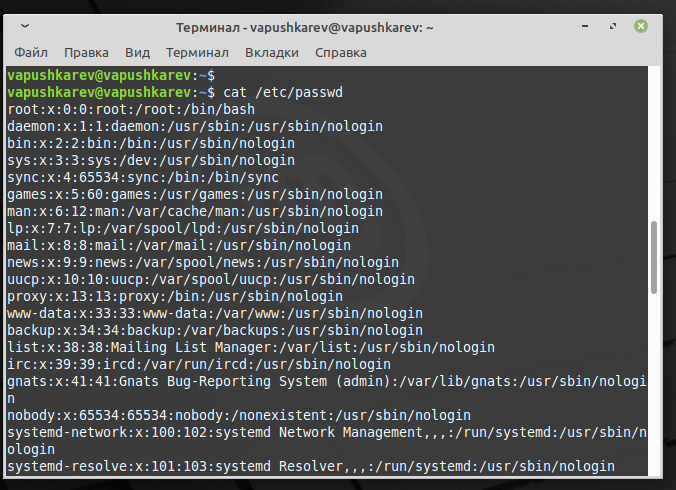 Терминал - vapushkarev@vapushkarev: ~
Файл Правка Вид Терминал Вкладки Справка
vapushkarev@vapushkarev:~$
vapushkarev@vapushkarev:~$ cat /etc/passwd
root:x:0:0:root:/root:/bin/bash
daemon:x:1:1:daemon:/usr/sbin:/usr/sbin/nologin
bin:x:2:2:bin:/bin:/usr/sbin/nologin
sys:x:3:3:sys:/dev:/usr/sbin/nologin
sync:x:4:65534:sync:/bin:/bin/sync
games:x:5:60:games:/usr/games:/usr/sbin/nologin
man:x:6:12:man:/var/cache/man:/usr/sbin/nologin
lp:x:7:7:lp:/var/spool/lpd:/usr/sbin/nologin
mail:x:8:8:mail:/var/mail:/usr/sbin/nologin
news:x:9:9:news:/var/spool/news:/usr/sbin/nologin
uucp:x:10:10:uucp:/var/spool/uucp:/usr/sbin/nologin
proxy:x:13:13:proxy:/bin:/usr/sbin/nologin
www-data:x:33:33:www-data:/var/www:/usr/sbin/nologin
backup:x:34:34:backup:/var/backups:/usr/sbin/nologin
list:x:38:38:Mailing List Manager:/var/list:/usr/sbin/nologin
irc:x:39:39:ircd:/var/run/ircd:/usr/sbin/nologin
gnats:x:41:41:Gnats Bug-Reporting System (admin):/var/lib/gnats:/usr/sbin/nologi
n
nobody:x:65534:65534:nobody:/nonexistent:/usr/sbin/nologin
systemd-network:x:100:102:systemd Network Management,,,:/run/systemd:/usr/sbin/n
ologin
systemd-resolve:x:101:103:systemd Resolver,,,:/run/systemd:/usr/sbin/nologin